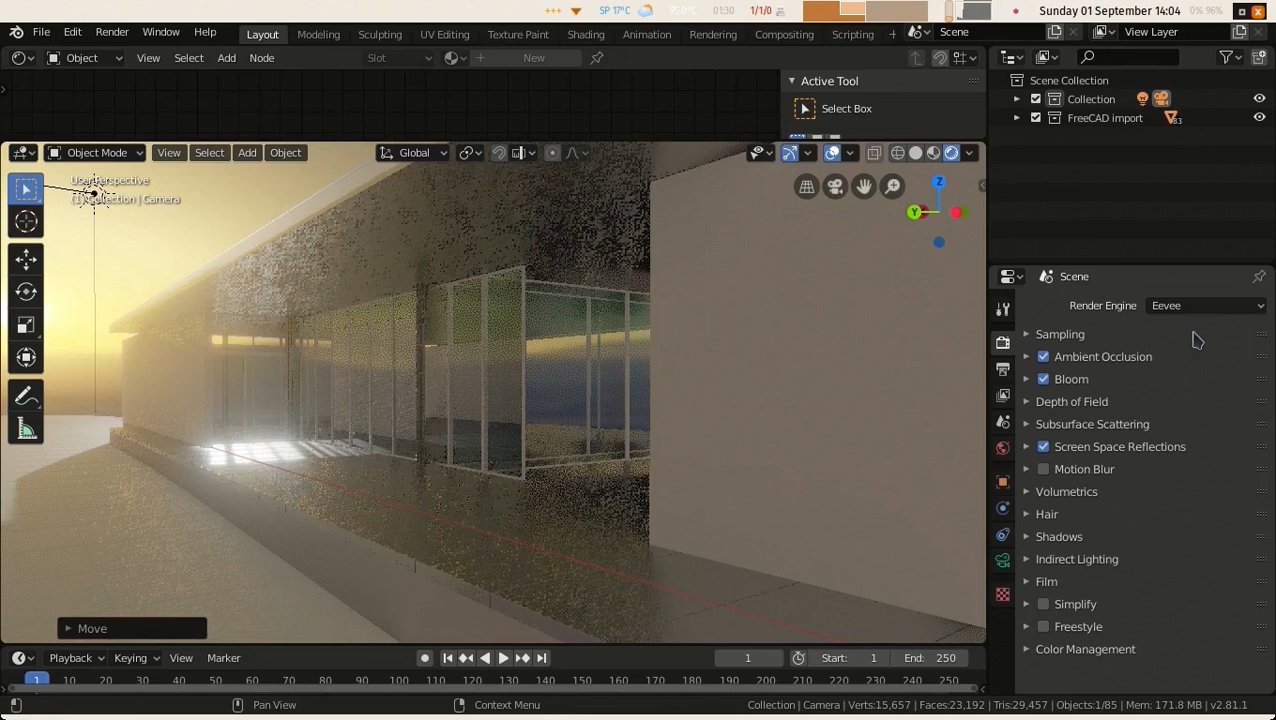 SP 17°C 95.0°C 01:30 1/1/0 Sunday 01 September 14:04 0% 96%
File Edit Render Window Help Layout Modeling Sculpting UV Editing Texture Paint Shading Animation Rendering Compositing Scripting + Scene View Layer
Object View Select Add Node Slot New
Active Tool
Select Box
Scene Collection
Collection
FreeCAD import 83
Object Mode View Select Add Object Global
User Perspective
(1) Collection | Camera
Z
Y
Scene
Render Engine Eevee
Sampling
Ambient Occlusion
Bloom
Depth of Field
Subsurface Scattering
Screen Space Reflections
Motion Blur
Volumetrics
Hair
Shadows
Indirect Lighting
Film
Simplify
Freestyle
Color Management
Move
Playback Keying View Marker 1 Start: 1 End: 250
1 10 20 30 40 50 60 70 80 90 100 110 120 130 140 150 160 170 180 190 200 210 220 230 240 250
Pan View Context Menu Collection | Camera | Verts:15,657 | Faces:23,192 | Tris:29,457 | Objects:1/85 | Mem: 171.8 MB | v2.81.1